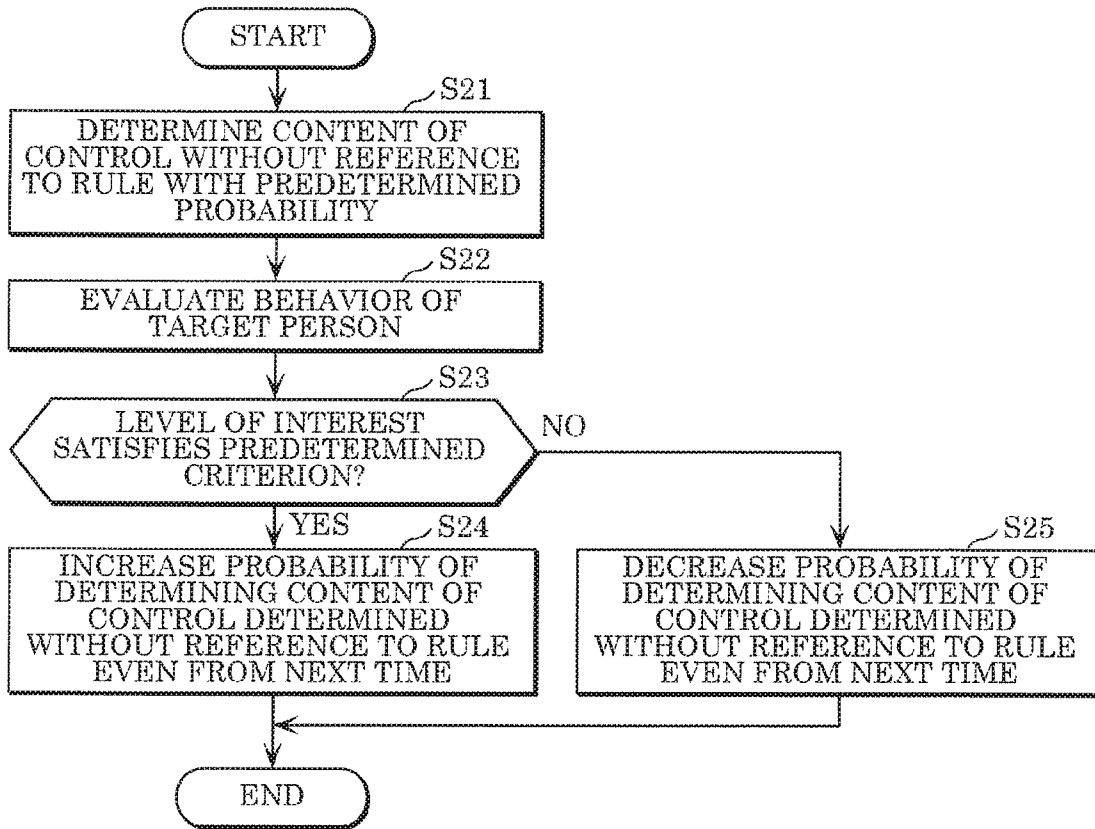 START
S21
DETERMINE CONTENT OF
CONTROL WITHOUT REFERENCE
TO RULE WITH PREDETERMINED
PROBABILITY
S22
EVALUATE BEHAVIOR OF
TARGET PERSON
S23
LEVEL OF INTEREST
SATISFIES PREDETERMINED
CRITERION?
NO
YES
S24
INCREASE PROBABILITY OF
DETERMINING CONTENT OF
CONTROL DETERMINED
WITHOUT REFERENCE TO RULE
EVEN FROM NEXT TIME
S25
DECREASE PROBABILITY OF
DETERMINING CONTENT OF
CONTROL DETERMINED
WITHOUT REFERENCE TO RULE
EVEN FROM NEXT TIME
END